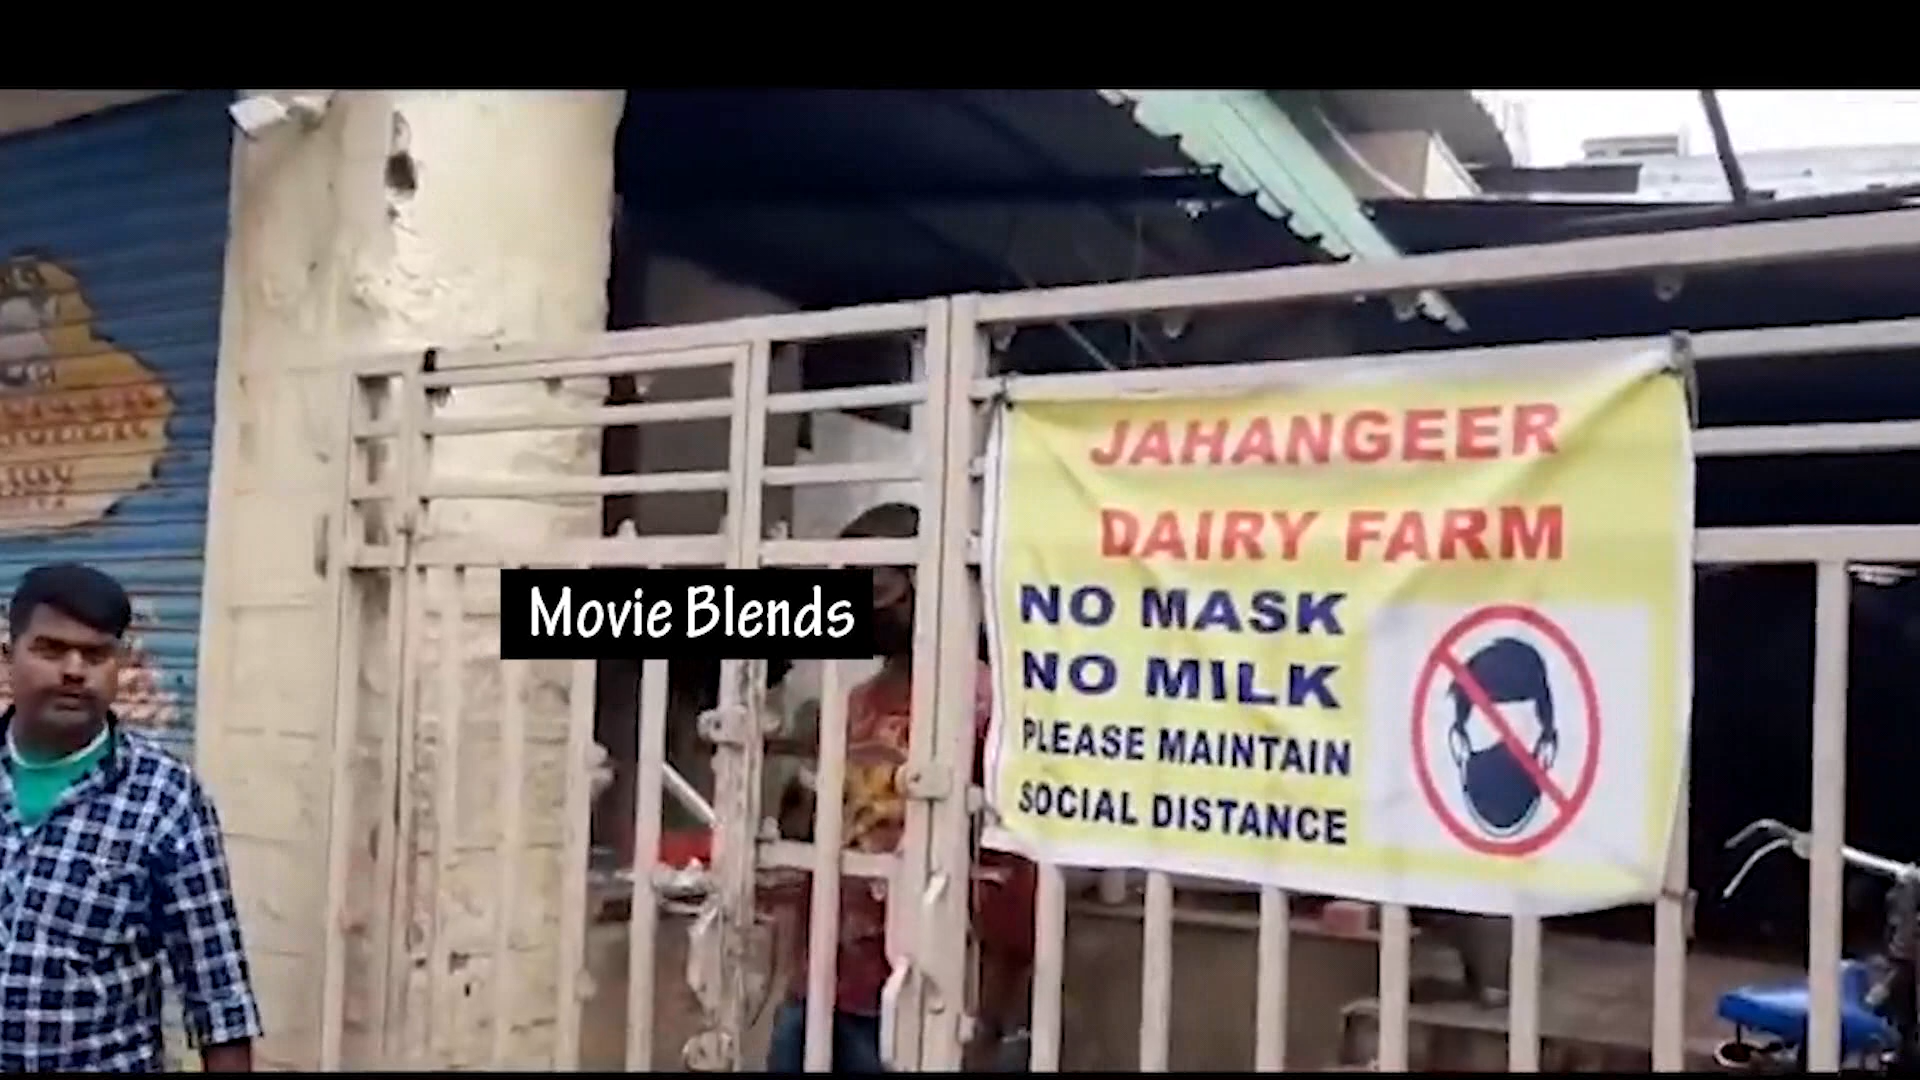 JAHANGEER
DAIRY FARM
NO MASK
NO MILK
PLEASE MAINTAIN
SOCIAL DISTANCE
Movie Blends